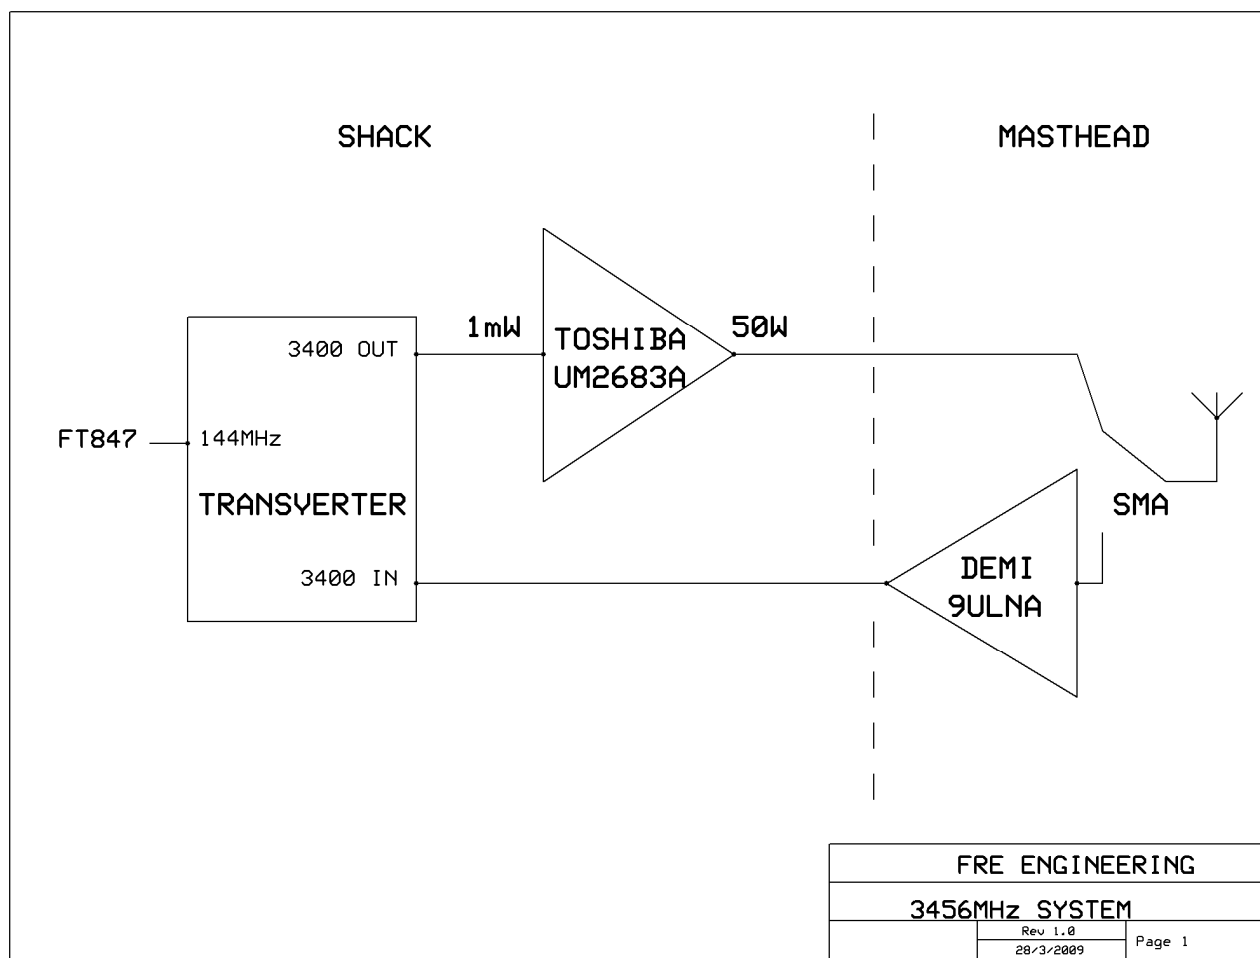 SHACK
MASTHEAD
1mW
50W
3400 OUT
TOSHIBA
UM2683A
FT847
144MHz
TRANSVERTER
SMA
3400 IN
DEMI
9ULNA
FRE ENGINEERING
3456MHz SYSTEM
Rev 1.0
28/3/2009
Page 1